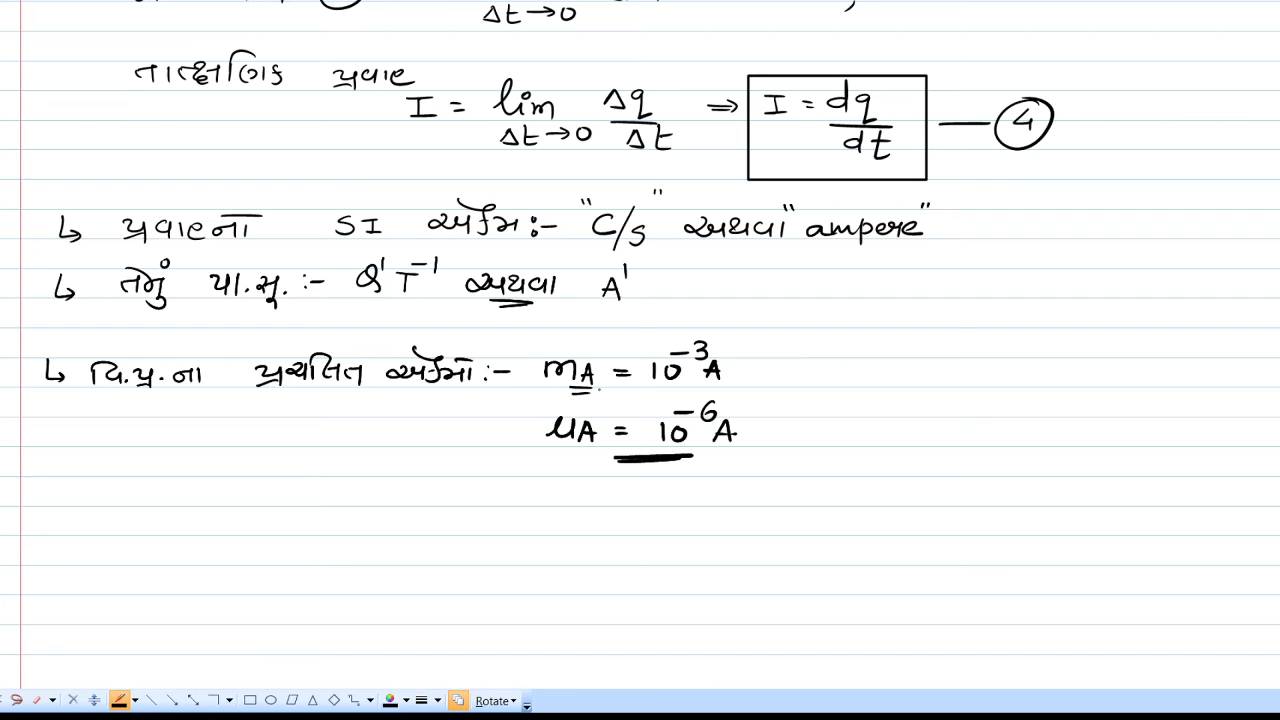 Δt→0
તાત્ક્ષણિક પ્રવાહ
I = lim Δt→0 Δq/Δt ⇒ I = dq/dt — 4
↳ પ્રવાહના SI એકમ :- "C/s" અથવા "ampere"
↳ તેનું પા.સૂ. :- Q¹ T⁻¹ અથવા A¹
↳ વિ.પ્ર.ના પ્રચલિત એકમો :- mA = 10⁻³A
μA = 10⁻⁶A
Rotate